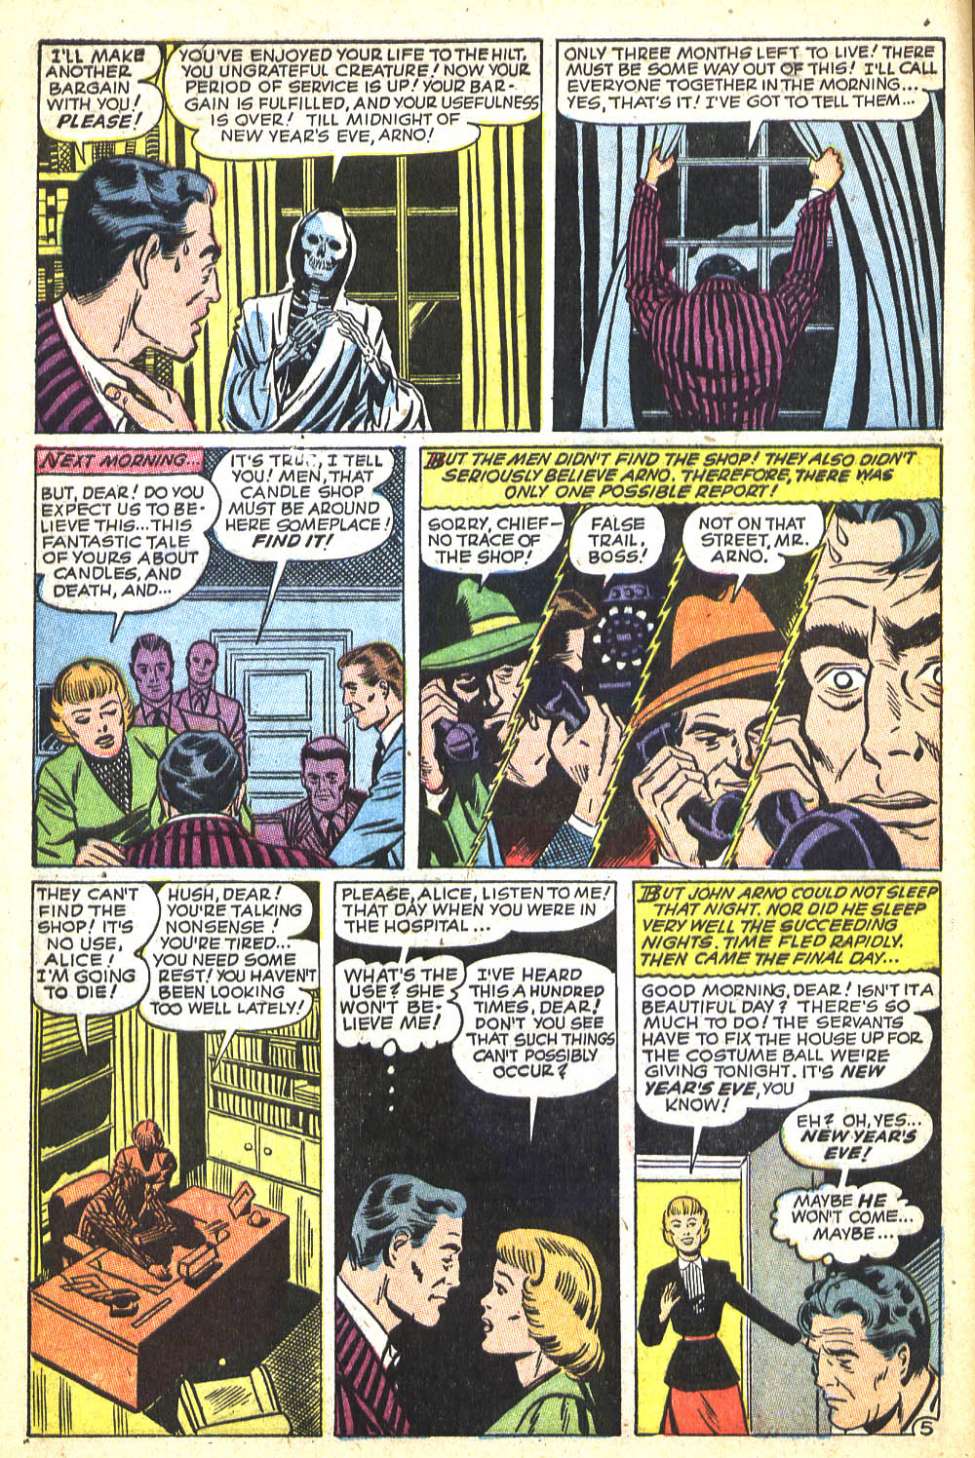 I'LL MAKE
ANOTHER
BARGAIN
WITH YOU!
PLEASE!
YOU'VE ENJOYED YOUR LIFE TO THE HILT,
YOU UNGRATEFUL CREATURE! NOW YOUR
PERIOD OF SERVICE IS UP! YOUR BAR-
GAIN IS FULFILLED, AND YOUR USEFULNESS
IS OVER! TILL MIDNIGHT OF
NEW YEAR'S EVE, ARNO!
ONLY THREE MONTHS LEFT TO LIVE! THERE
MUST BE SOME WAY OUT OF THIS! I'LL CALL
EVERYONE TOGETHER IN THE MORNING...
YES, THAT'S IT! I'VE GOT TO TELL THEM...
NEXT MORNING...
BUT, DEAR! DO YOU
EXPECT US TO BE-
LIEVE THIS...THIS
FANTASTIC TALE
OF YOURS ABOUT
CANDLES, AND
DEATH, AND...
IT'S TRUE, I TELL
YOU! MEN, THAT
CANDLE SHOP
MUST BE AROUND
HERE SOMEPLACE!
FIND IT!
BUT THE MEN DIDN'T FIND THE SHOP! THEY ALSO DIDN'T
SERIOUSLY BELIEVE ARNO. THEREFORE, THERE WAS
ONLY ONE POSSIBLE REPORT!
SORRY, CHIEF-
NO TRACE OF
THE SHOP!
FALSE
TRAIL,
BOSS!
NOT ON THAT
STREET, MR.
ARNO.
THEY CAN'T
FIND THE
SHOP! IT'S
NO USE,
ALICE!
I'M GOING
TO DIE!
HUSH, DEAR!
YOU'RE TALKING
NONSENSE!
YOU'RE TIRED...
YOU NEED SOME
REST! YOU HAVEN'T
BEEN LOOKING
TOO WELL LATELY!
PLEASE, ALICE, LISTEN TO ME!
THAT DAY WHEN YOU WERE IN
THE HOSPITAL...
WHAT'S THE
USE? SHE
WON'T BE-
LIEVE ME!
I'VE HEARD
THIS A HUNDRED
TIMES, DEAR!
DON'T YOU SEE
THAT SUCH THINGS
CAN'T POSSIBLY
OCCUR?
BUT JOHN ARNO COULD NOT SLEEP
THAT NIGHT. NOR DID HE SLEEP
VERY WELL THE SUCCEEDING
NIGHTS. TIME FLED RAPIDLY.
THEN CAME THE FINAL DAY...
GOOD MORNING, DEAR! ISN'T IT A
BEAUTIFUL DAY? THERE'S SO
MUCH TO DO! THE SERVANTS
HAVE TO FIX THE HOUSE UP FOR
THE COSTUME BALL WE'RE
GIVING TONIGHT. IT'S NEW
YEAR'S EVE, YOU
KNOW!
EH? OH, YES...
NEW YEAR'S
EVE!
MAYBE HE
WON'T COME...
MAYBE...
5